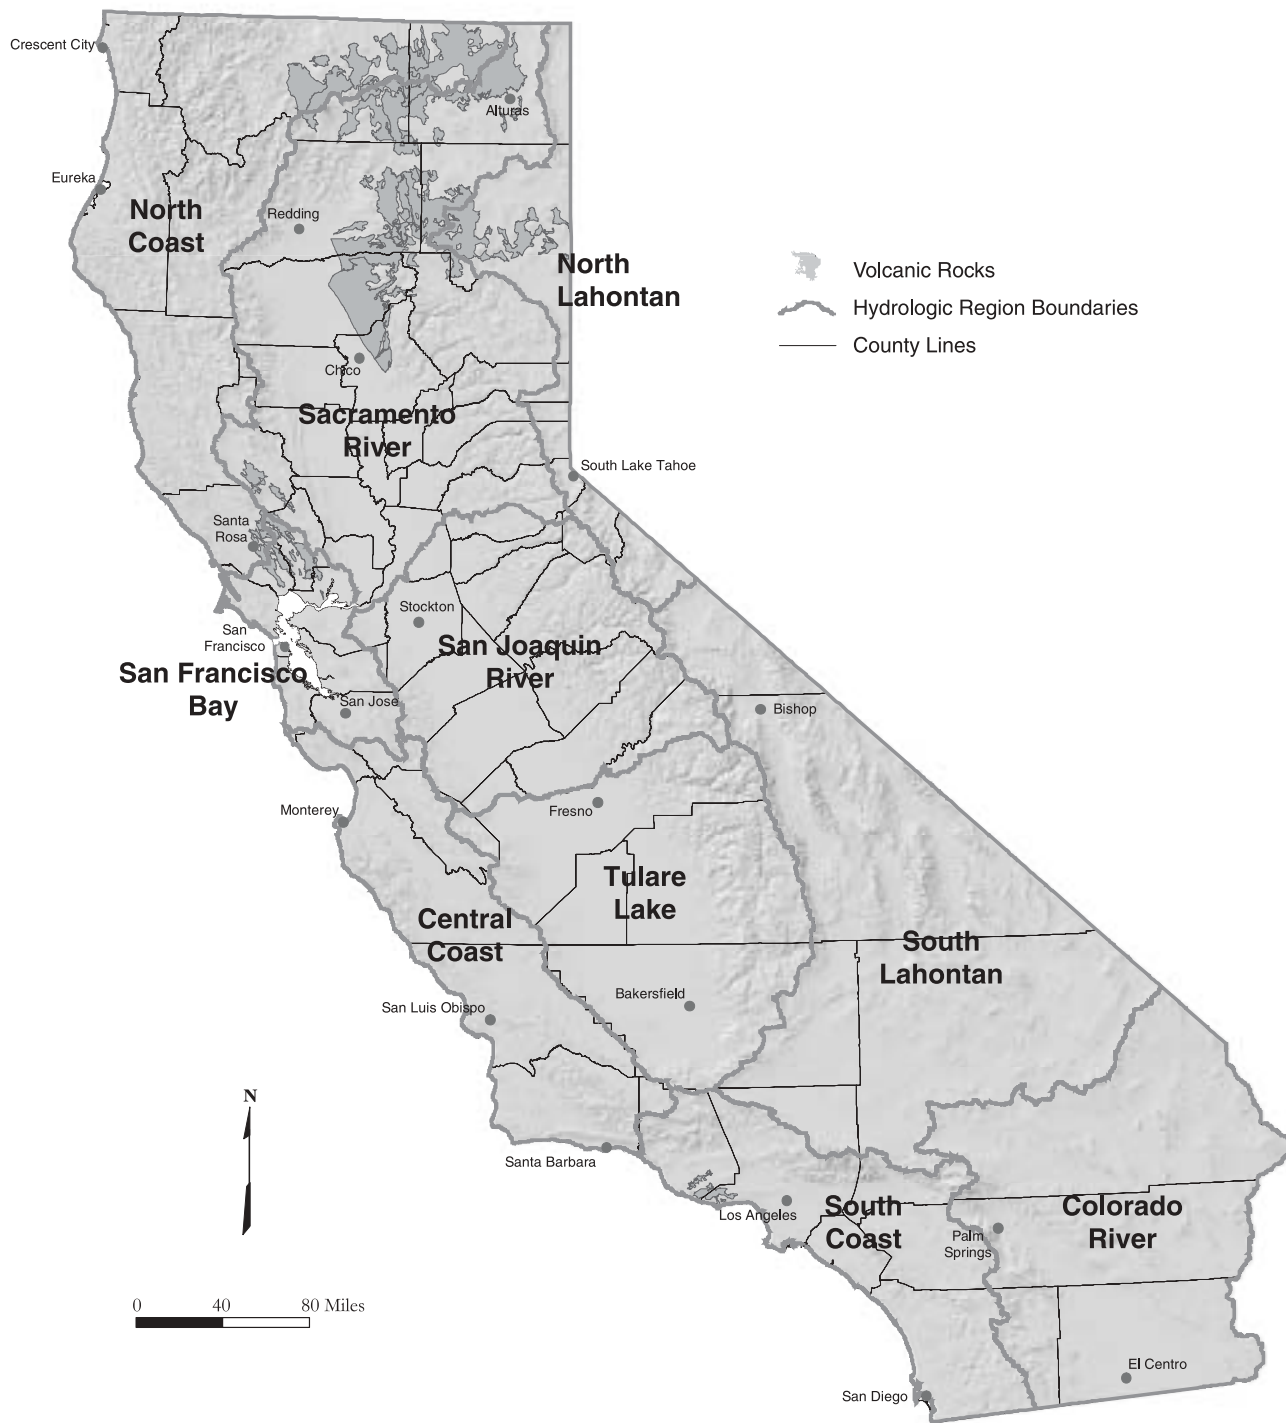 Crescent City
Alturas
Eureka
North
Coast
Redding
North
Lahontan
Volcanic Rocks
Hydrologic Region Boundaries
County Lines
Chico
Sacramento
River
South Lake Tahoe
Santa
Rosa
Stockton
San
Francisco
San Joaquin
River
San Francisco
Bay
San Jose
Bishop
Monterey
Fresno
Tulare
Lake
Central
Coast
South
Lahontan
San Luis Obispo
Bakersfield
N
Santa Barbara
Los Angeles
South
Coast
Palm
Springs
Colorado
River
0 40 80 Miles
El Centro
San Diego